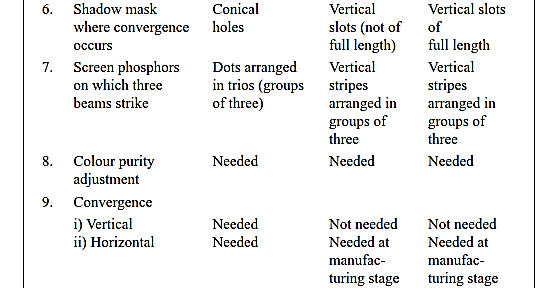 6. Shadow mask Conical Vertical Vertical slots
where convergence holes slots (not of of
occurs full length) full length
7. Screen phosphors Dots arranged Vertical Vertical
on which three in trios (groups stripes stripes
beams strike of three) arranged in arranged in
groups of groups of
three three
8. Colour purity Needed Needed Needed
adjustment
9. Convergence
i) Vertical Needed Not needed Not needed
ii) Horizontal Needed Needed at Needed at
manufac- manufac-
turing stage turing stage